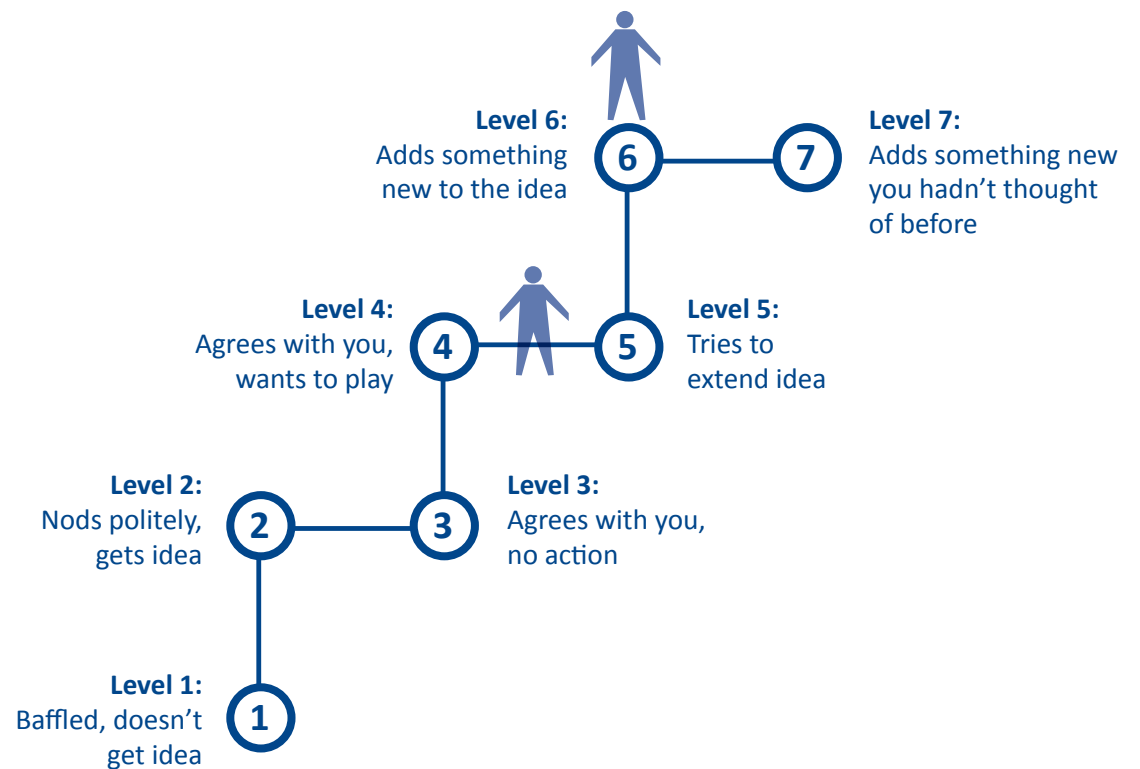 Level 6:
Adds something
new to the idea
6
7
Level 7:
Adds something new
you hadn’t thought
of before
Level 4:
Agrees with you,
wants to play
4
5
Level 5:
Tries to
extend idea
Level 2:
Nods politely,
gets idea
2
3
Level 3:
Agrees with you,
no action
Level 1:
Baffled, doesn’t
get idea
1